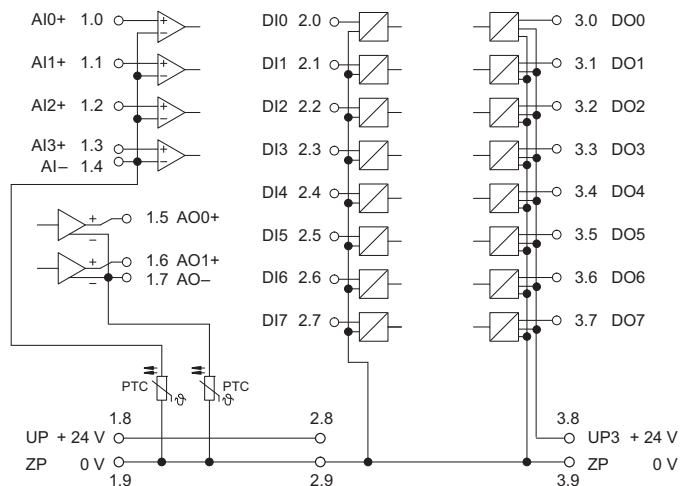 AI0+ 1.0 + − DI0 2.0 3.0 DO0
AI1+ 1.1 + − DI1 2.1 3.1 DO1
AI2+ 1.2 + − DI2 2.2 3.2 DO2
AI3+ 1.3 + − DI3 2.3 3.3 DO3
AI– 1.4
DI4 2.4 3.4 DO4
+ − 1.5 AO0+
DI5 2.5 3.5 DO5
+ − 1.6 AO1+
1.7 AO–
DI6 2.6 3.6 DO6
DI7 2.7 3.7 DO7
PTC ϑ PTC ϑ
1.8 2.8 3.8
UP + 24 V UP3 + 24 V
ZP 0 V ZP 0 V
1.9 2.9 3.9